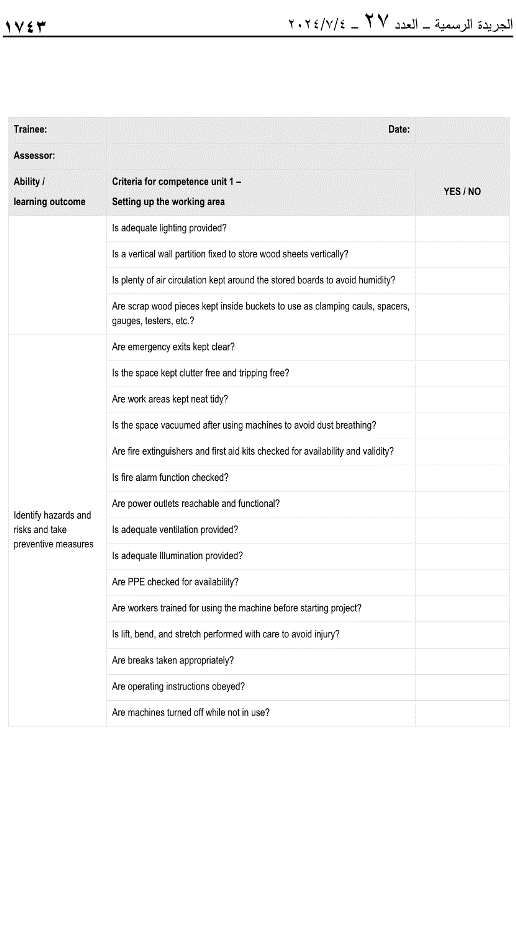 الجريدة الرسمية – العدد ٢٧ – ٢٠٢٤/٧/٤
١٧٤٣
Trainee:
Date:
Assessor:
Ability /
learning outcome
Criteria for competence unit 1 –
Setting up the working area
YES / NO
Is adequate lighting provided?
Is a vertical wall partition fixed to store wood sheets vertically?
Is plenty of air circulation kept around the stored boards to avoid humidity?
Are scrap wood pieces kept inside buckets to use as clamping cauls, spacers,
gauges, testers, etc.?
Identify hazards and
risks and take
preventive measures
Are emergency exits kept clear?
Is the space kept clutter free and tripping free?
Are work areas kept neat tidy?
Is the space vacuumed after using machines to avoid dust breathing?
Are fire extinguishers and first aid kits checked for availability and validity?
Is fire alarm function checked?
Are power outlets reachable and functional?
Is adequate ventilation provided?
Is adequate Illumination provided?
Are PPE checked for availability?
Are workers trained for using the machine before starting project?
Is lift, bend, and stretch performed with care to avoid injury?
Are breaks taken appropriately?
Are operating instructions obeyed?
Are machines turned off while not in use?